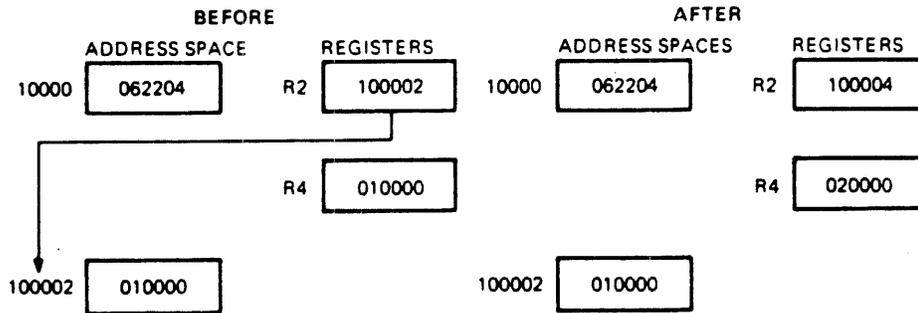 BEFORE
AFTER
ADDRESS SPACE REGISTERS
ADDRESS SPACES REGISTERS
10000 062204 R2 100002
10000 062204 R2 100004
R4 010000
R4 020000
100002 010000
100002 010000